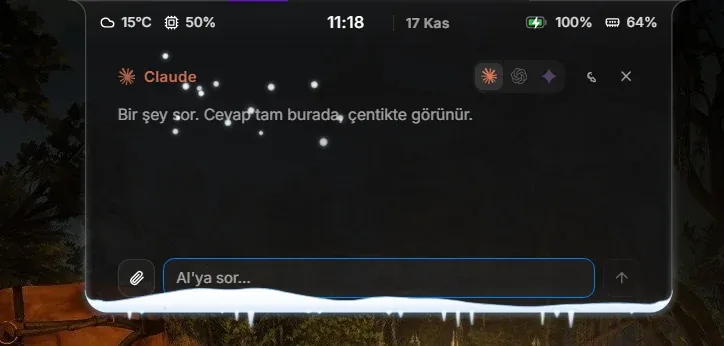 15°C 50% 11:18 17 Kas 100% 64%
Claude
Bir şey sor. Cevap tam burada, çentikte görünür.
AI'ya sor...